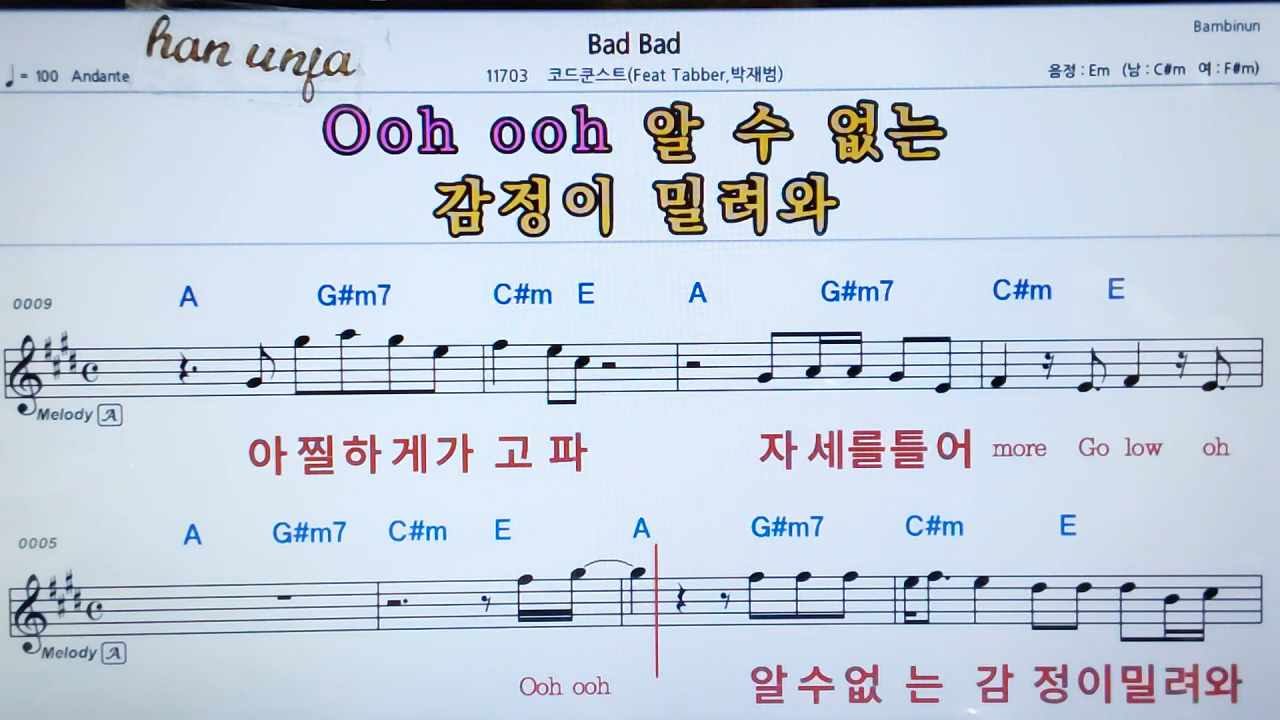 han unja
Bad Bad
Bambinun
♩ = 100 Andante
11703 코드쿤스트(Feat Tabber,박재범)
음정 : Em (남 : C#m 여 : F#m)
Ooh ooh 알 수 없는
감정이 밀려와
0009 A G#m7 C#m E A G#m7 C#m E
Melody A
아 찔하게가 고 파 자 세를틀어 more Go low oh
0005 A G#m7 C#m E A G#m7 C#m E
Melody A
Ooh ooh 알수없 는 감 정이밀려와